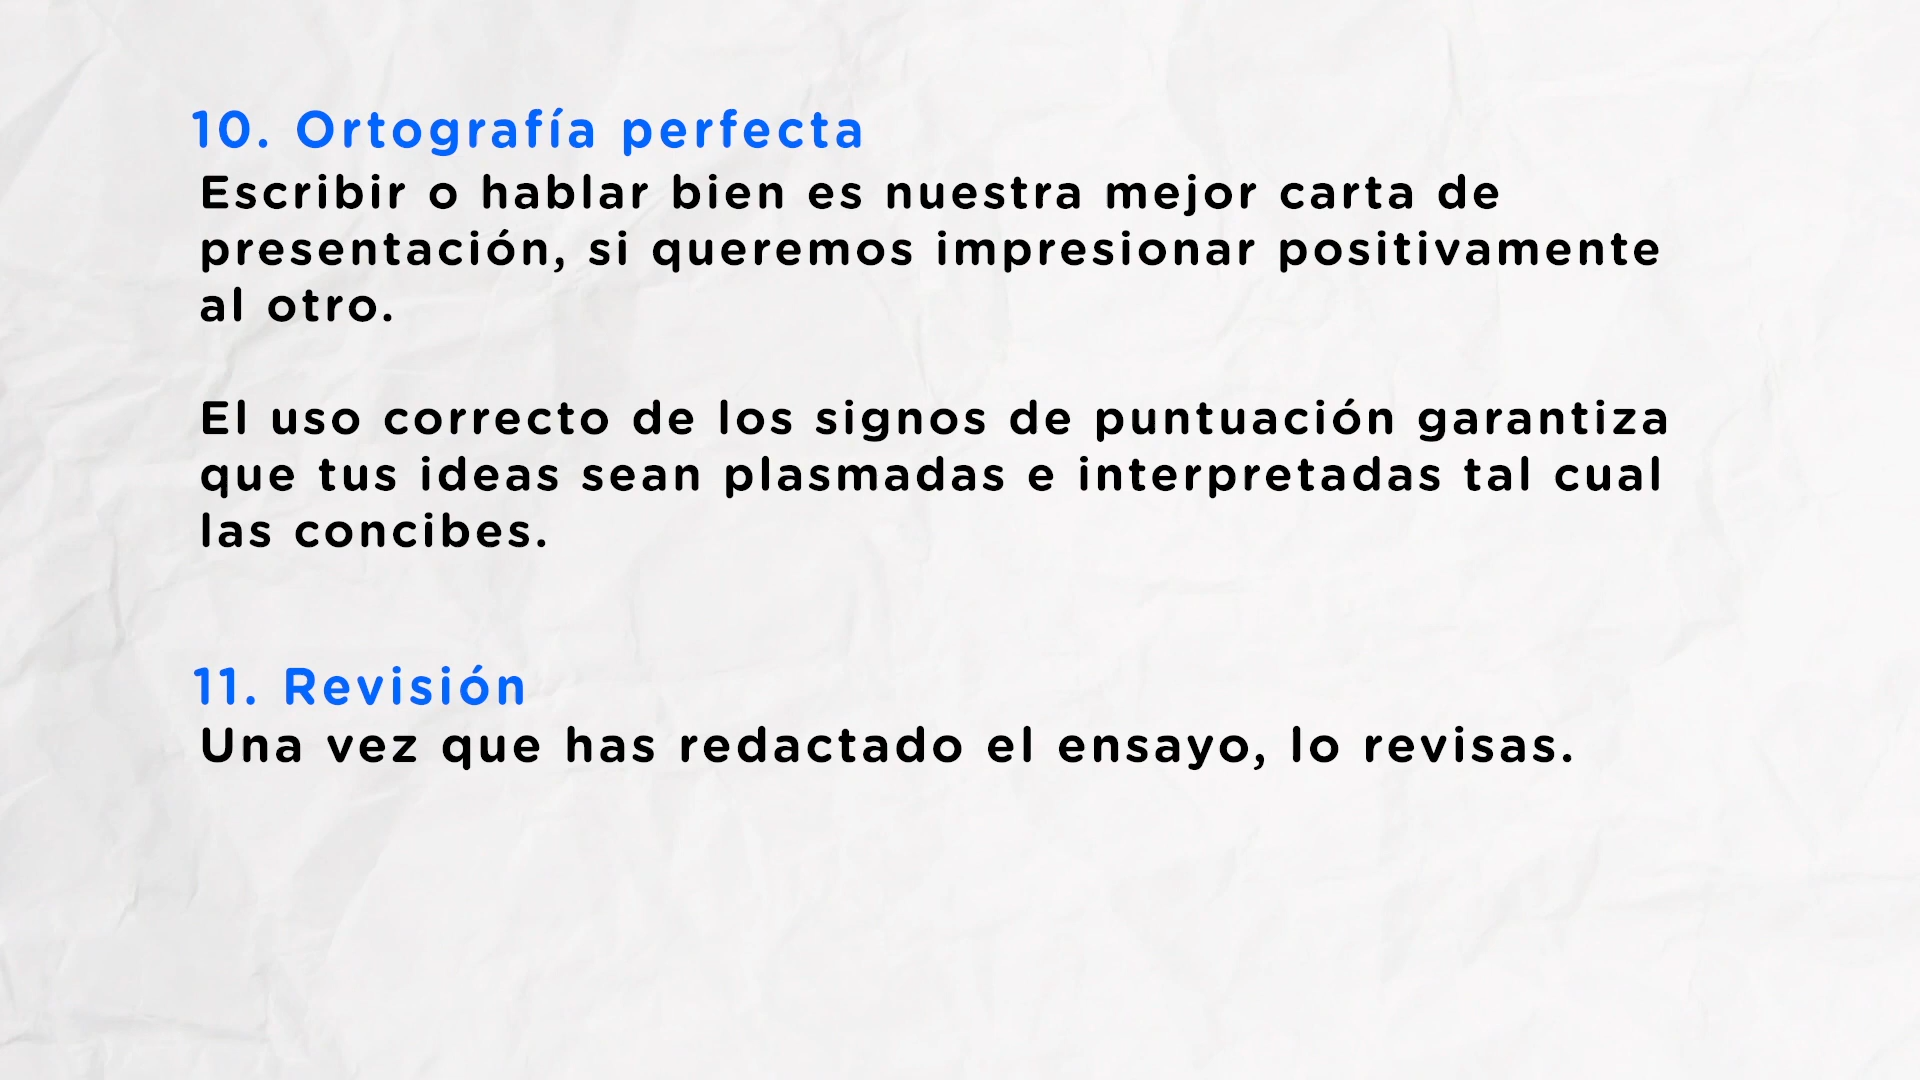 10. Ortografía perfecta
Escribir o hablar bien es nuestra mejor carta de
presentación, si queremos impresionar positivamente
al otro.
El uso correcto de los signos de puntuación garantiza
que tus ideas sean plasmadas e interpretadas tal cual
las concibes.
11. Revisión
Una vez que has redactado el ensayo, lo revisas.